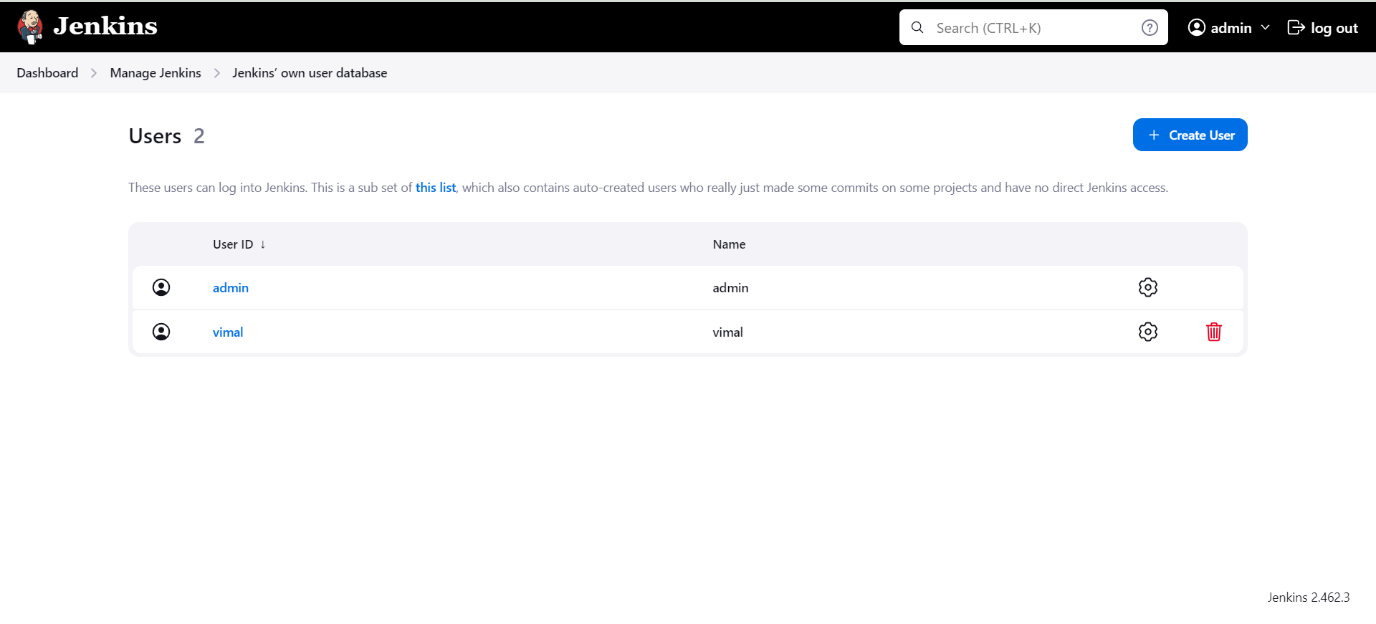 Jenkins Search (CTRL+K) ? admin log out
Dashboard Manage Jenkins Jenkins’ own user database
Users 2 + Create User
These users can log into Jenkins. This is a sub set of this list, which also contains auto-created users who really just made some commits on some projects and have no direct Jenkins access.
User ID ↓ Name
admin admin
vimal vimal
Jenkins 2.462.3